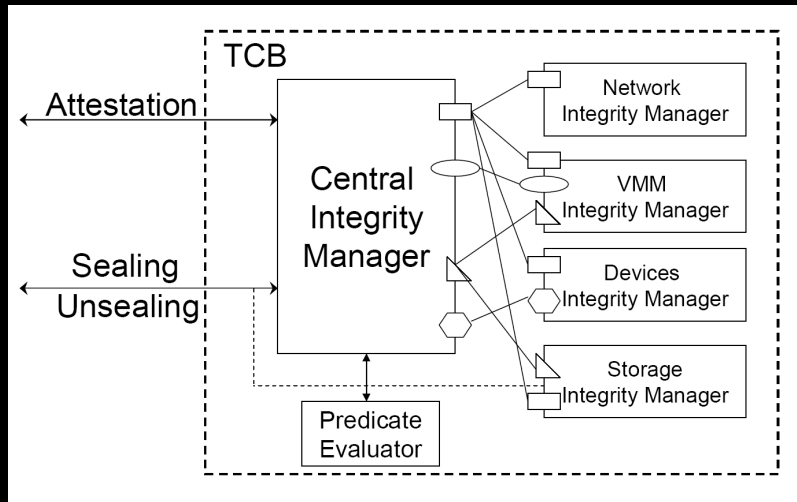 TCB
Attestation
Central
Integrity
Manager
Sealing
Unsealing
Predicate
Evaluator
Network
Integrity Manager
VMM
Integrity Manager
Devices
Integrity Manager
Storage
Integrity Manager